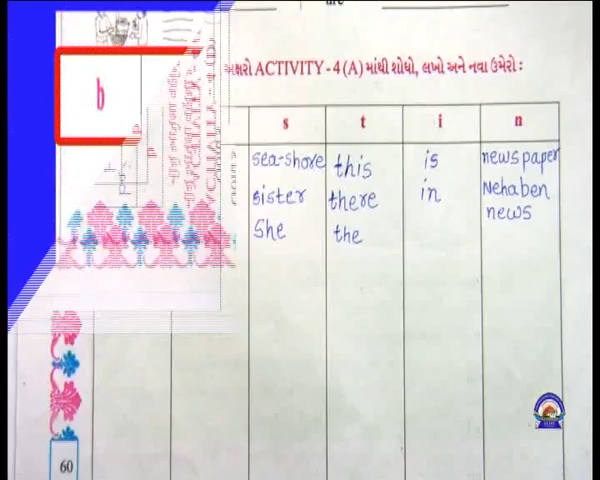 અક્ષરો ACTIVITY - 4 (A) માંથી શોધો, લખો અને નવા ઉમેરો :
b
s t i n
sea-shore this is newspaper
sister there in Nehaben
She the news
60